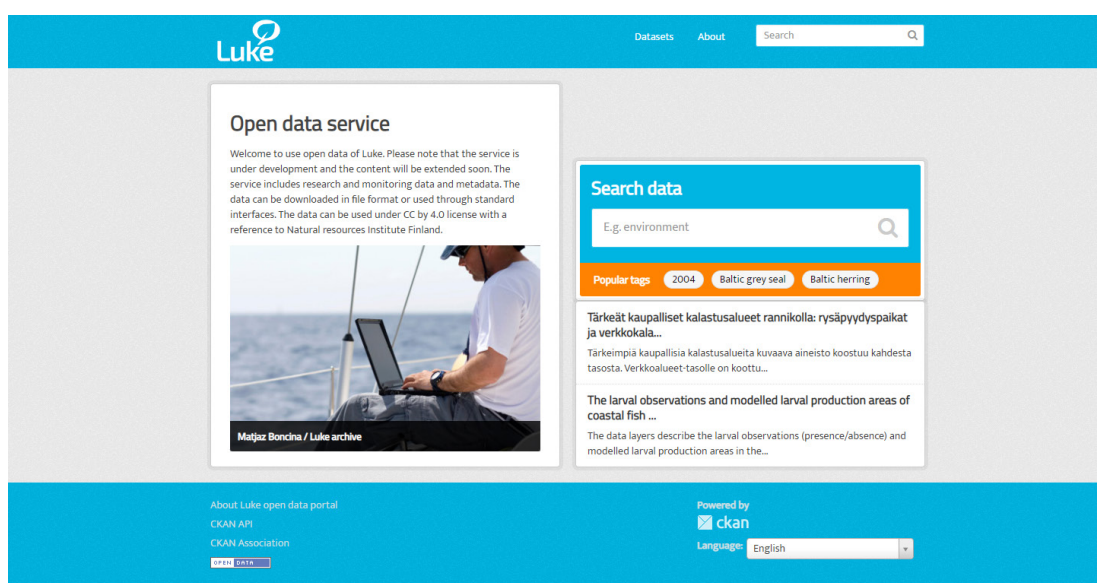 Luke
Datasets About Search
Open data service
Welcome to use open data of Luke. Please note that the service is
under development and the content will be extended soon. The
service includes research and monitoring data and metadata. The
data can be downloaded in file format or used through standard
interfaces. The data can be used under CC by 4.0 license with a
reference to Natural resources Institute Finland.
Matjaz Boncina / Luke archive
Search data
E.g. environment
Popular tags 2004 Baltic grey seal Baltic herring
Tärkeät kaupalliset kalastusalueet rannikolla: rysäpyydyspaikat
ja verkkokala...
Tärkeimpiä kaupallisia kalastusalueita kuvaava aineisto koostuu kahdesta
tasosta. Verkkoalueet-tasolle on koottu...
The larval observations and modelled larval production areas of
coastal fish ...
The data layers describe the larval observations (presence/absence) and
modelled larval production areas in the...
About Luke open data portal
CKAN API
CKAN Association
OPEN DATA
Powered by
ckan
Language: English